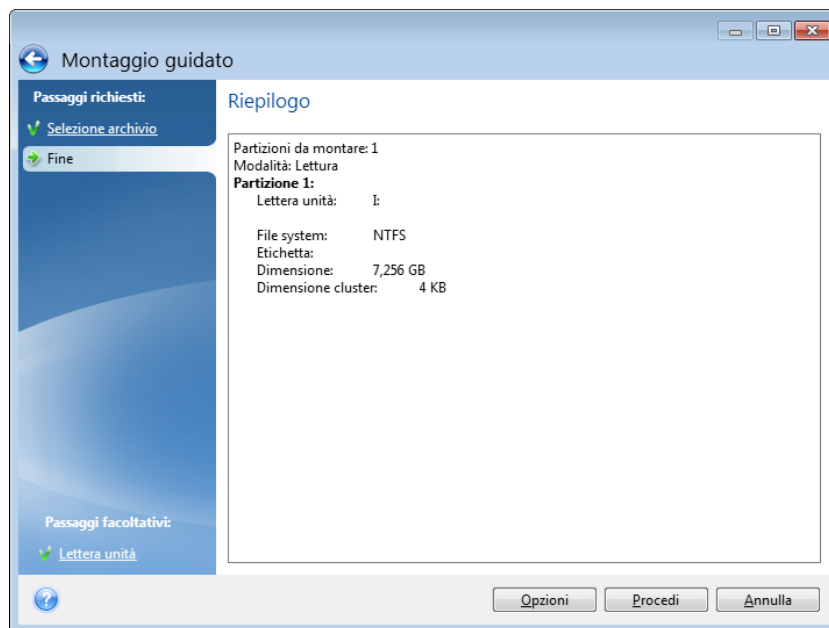 Montaggio guidato
Passaggi richiesti:
Selezione archivio
Fine
Riepilogo
Partizioni da montare: 1
Modalità: Lettura
Partizione 1:
Lettera unità: I:
File system: NTFS
Etichetta:
Dimensione: 7,256 GB
Dimensione cluster: 4 KB
Passaggi facoltativi:
Lettera unità
Opzioni Procedi Annulla